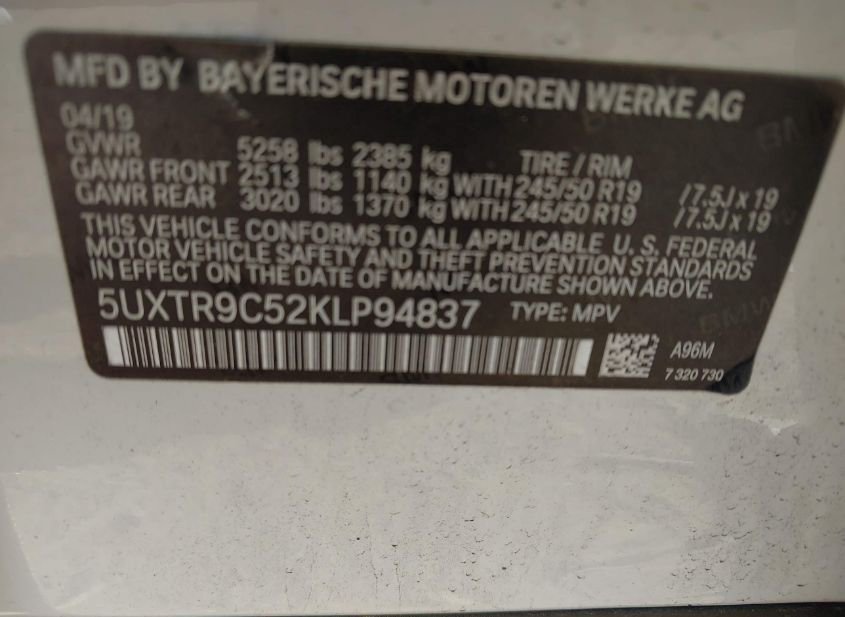 MFD BY BAYERISCHE MOTOREN WERKE AG
04/19
GVWR 5258 lbs 2385 kg TIRE / RIM
GAWR FRONT 2513 lbs 1140 kg WITH 245/50 R19 /7.5J x 19
GAWR REAR 3020 lbs 1370 kg WITH 245/50 R19 /7.5J x 19
THIS VEHICLE CONFORMS TO ALL APPLICABLE U. S. FEDERAL
MOTOR VEHICLE SAFETY AND THEFT PREVENTION STANDARDS
IN EFFECT ON THE DATE OF MANUFACTURE SHOWN ABOVE.
5UXTR9C52KLP94837 TYPE: MPV
A96M
7 320 730
BMW
BMW